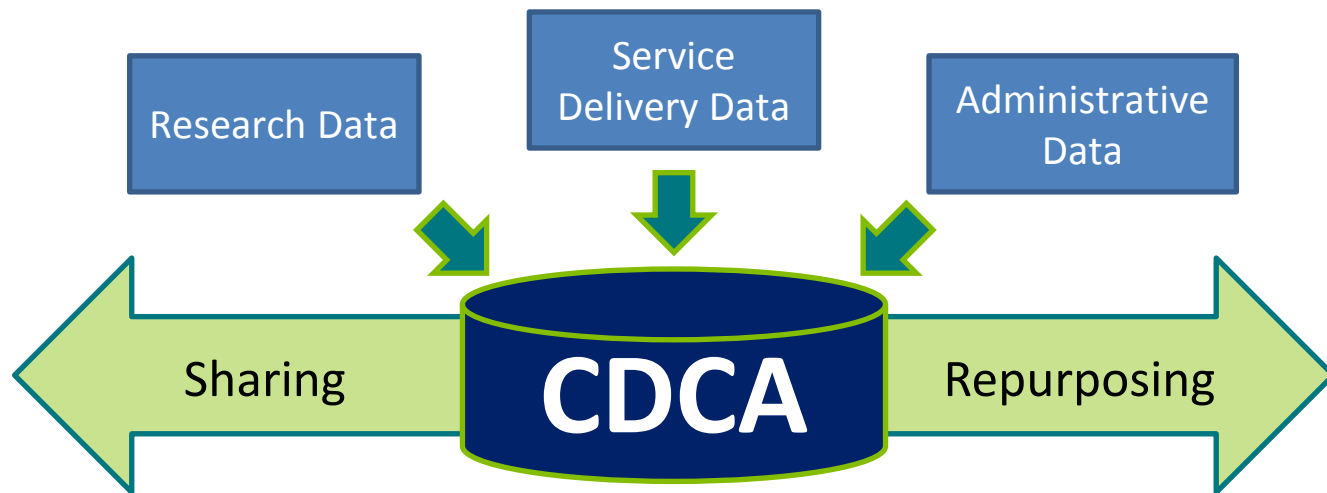 Research Data
Service
Delivery Data
Administrative
Data
Sharing
CDCA
Repurposing